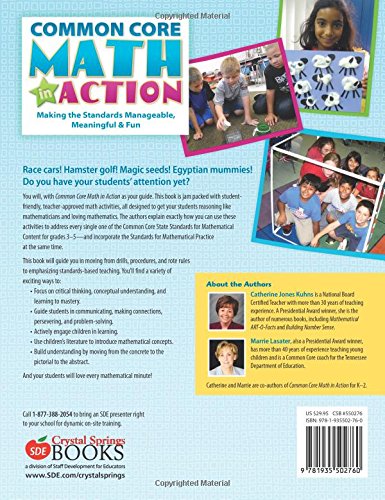 COMMON CORE
MATH
in ACTION
Making the Standards Manageable,
Meaningful & Fun
Race cars! Hamster golf! Magic seeds! Egyptian mummies!
Do you have your students' attention yet?
You will, with Common Core Math in Action as your guide. This book is jam packed with student-
friendly, teacher-approved math activities, all designed to get your students reasoning like
mathematicians and loving mathematics. The authors explain exactly how you can use these
activities to address every single one of the Common Core State Standards for Mathematical
Content for grades 3–5—and incorporate the Standards for Mathematical Practice
at the same time.
This book will guide you in moving from drills, procedures, and rote rules
to emphasizing standards-based teaching. You'll find a variety of
exciting ways to:
• Focus on critical thinking, conceptual understanding, and
learning to mastery.
• Guide students in communicating, making connections,
persevering, and problem-solving.
• Actively engage children in learning.
• Use children's literature to introduce mathematical concepts.
• Build understanding by moving from the concrete to the
pictorial to the abstract.
And your students will love every mathematical minute!
About the Authors
Catherine Jones Kuhns is a National Board
Certified Teacher with more than 30 years of teaching
experience. A Presidential Award winner, she is the
author of numerous books, including Mathematical
ART-O-Facts and Building Number Sense.
Marrie Lasater, also a Presidential Award winner,
has more than 40 years of experience teaching young
children and is a Common Core coach for the Tennessee
Department of Education.
Catherine and Marrie are co-authors of Common Core Math in Action for K–2.
Call 1-877-388-2054 to bring an SDE presenter right
to your school for dynamic on-site training.
SDE
Crystal Springs
BOOKS
a division of Staff Development for Educators
www.SDE.com/crystalsprings
US $29.95 CSB #550276
ISBN: 978-1-935502-76-0
9 781935 502760